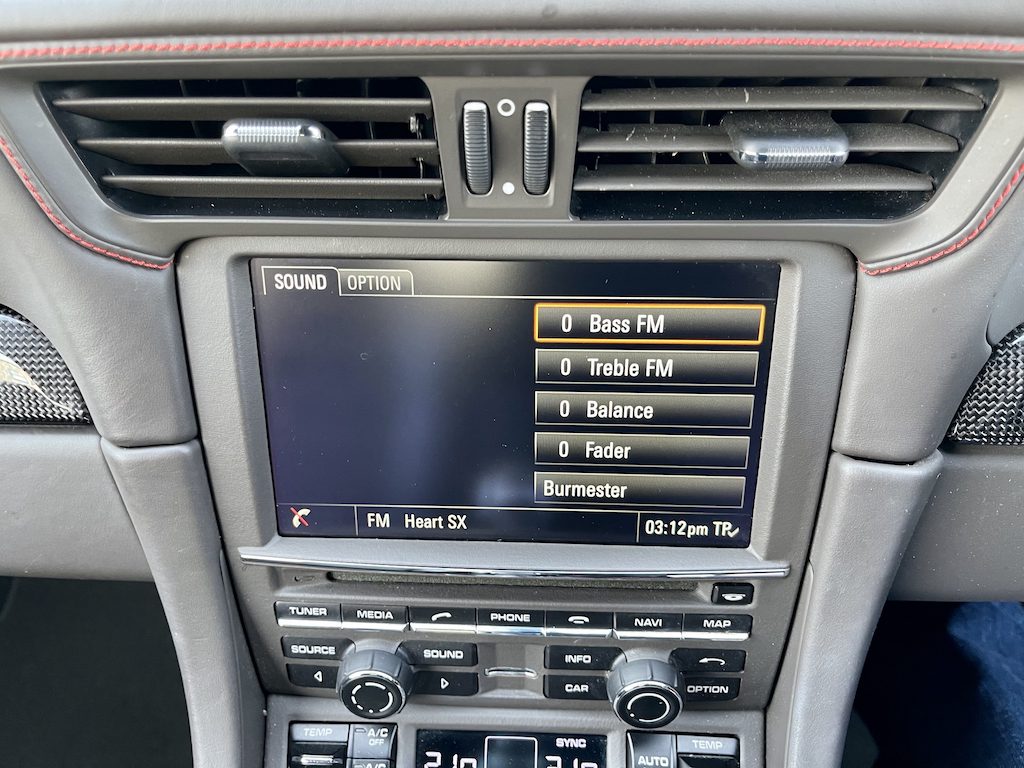 SOUND OPTION
0 Bass FM
0 Treble FM
0 Balance
0 Fader
Burmester
FM Heart SX 03:12pm TP
TUNER MEDIA PHONE NAVI MAP
SOURCE SOUND INFO
CAR OPTION
TEMP A/C OFF SYNC AUTO TEMP
A/C